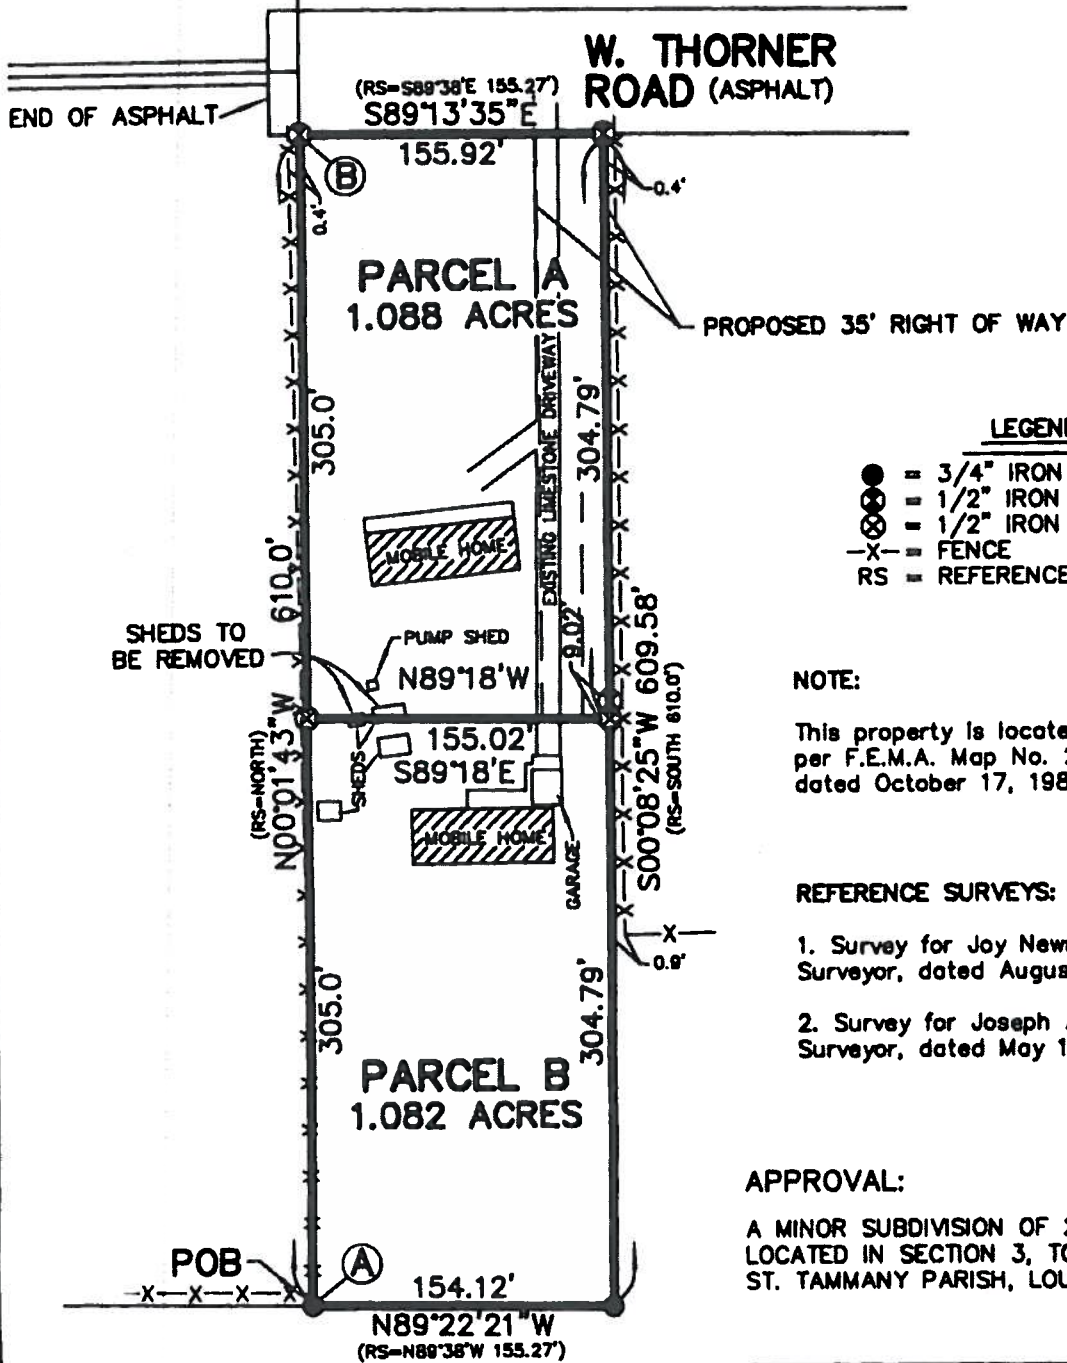 W. THORNER
ROAD (ASPHALT)
(RS=S89°38'E 155.27')
S89°13'35"E
155.92'
END OF ASPHALT
B
0.4'
0.4'
PARCEL A
1.088 ACRES
PROPOSED 35' RIGHT OF WAY
305.0'
304.79'
EXISTING LIMESTONE DRIVEWAY
LEGEN
= 3/4" IRON
= 1/2" IRON
= 1/2" IRON
-X- = FENCE
RS = REFERENCE
MOBILE HOME
610.0'
9.02'
SHEDS TO
BE REMOVED
PUMP SHED
N89°18'W
155.02'
S89°18'E
N00°01'43"W
(RS=NORTH)
S00°08'25"W 609.58'
(RS=SOUTH 610.0')
SHEDS
MOBILE HOME
GARAGE
NOTE:
This property is locate
per F.E.M.A. Map No.
dated October 17, 198
REFERENCE SURVEYS:
1. Survey for Joy New
Surveyor, dated Augus
2. Survey for Joseph
Surveyor, dated May 1
X
0.9'
305.0'
304.79'
PARCEL B
1.082 ACRES
APPROVAL:
A MINOR SUBDIVISION OF
LOCATED IN SECTION 3, TO
ST. TAMMANY PARISH, LOU
POB
A
154.12'
N89°22'21"W
(RS=N89°38'W 155.27')